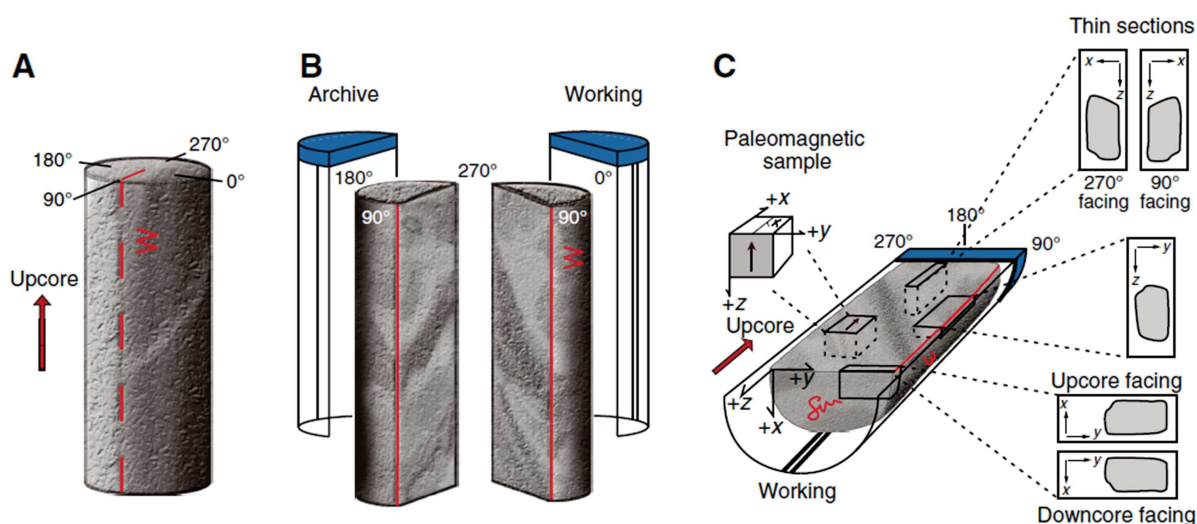 A
180°
270°
90°
0°
W
Upcore
B
Archive
Working
180°
270°
0°
90°
90°
W
C
Thin sections
x
z
x
z
270°
facing
90°
facing
Paleomagnetic
sample
+x
+y
+z
x
180°
270°
90°
Upcore
+y
+z
+x
W
Working
y
z
Upcore facing
x
y
y
x
Downcore facing